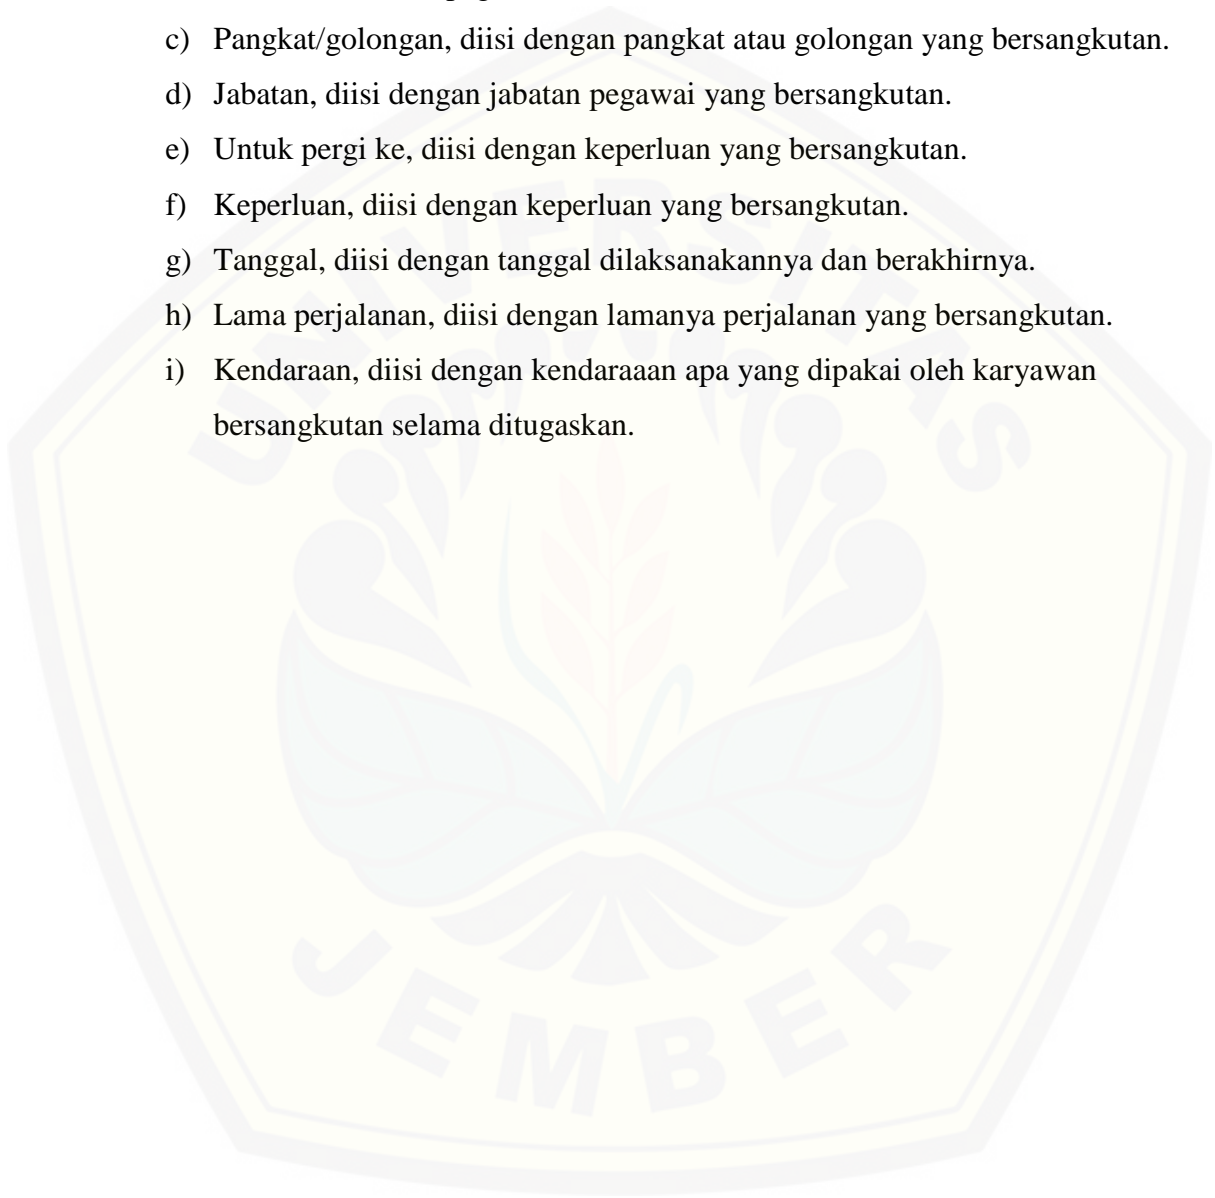 c) Pangkat/golongan, diisi dengan pangkat atau golongan yang bersangkutan.
d) Jabatan, diisi dengan jabatan pegawai yang bersangkutan.
e) Untuk pergi ke, diisi dengan keperluan yang bersangkutan.
f) Keperluan, diisi dengan keperluan yang bersangkutan.
g) Tanggal, diisi dengan tanggal dilaksanakannya dan berakhirnya.
h) Lama perjalanan, diisi dengan lamanya perjalanan yang bersangkutan.
i) Kendaraan, diisi dengan kendaraaan apa yang dipakai oleh karyawan
bersangkutan selama ditugaskan.
UNIVERSITAS
JEMBER